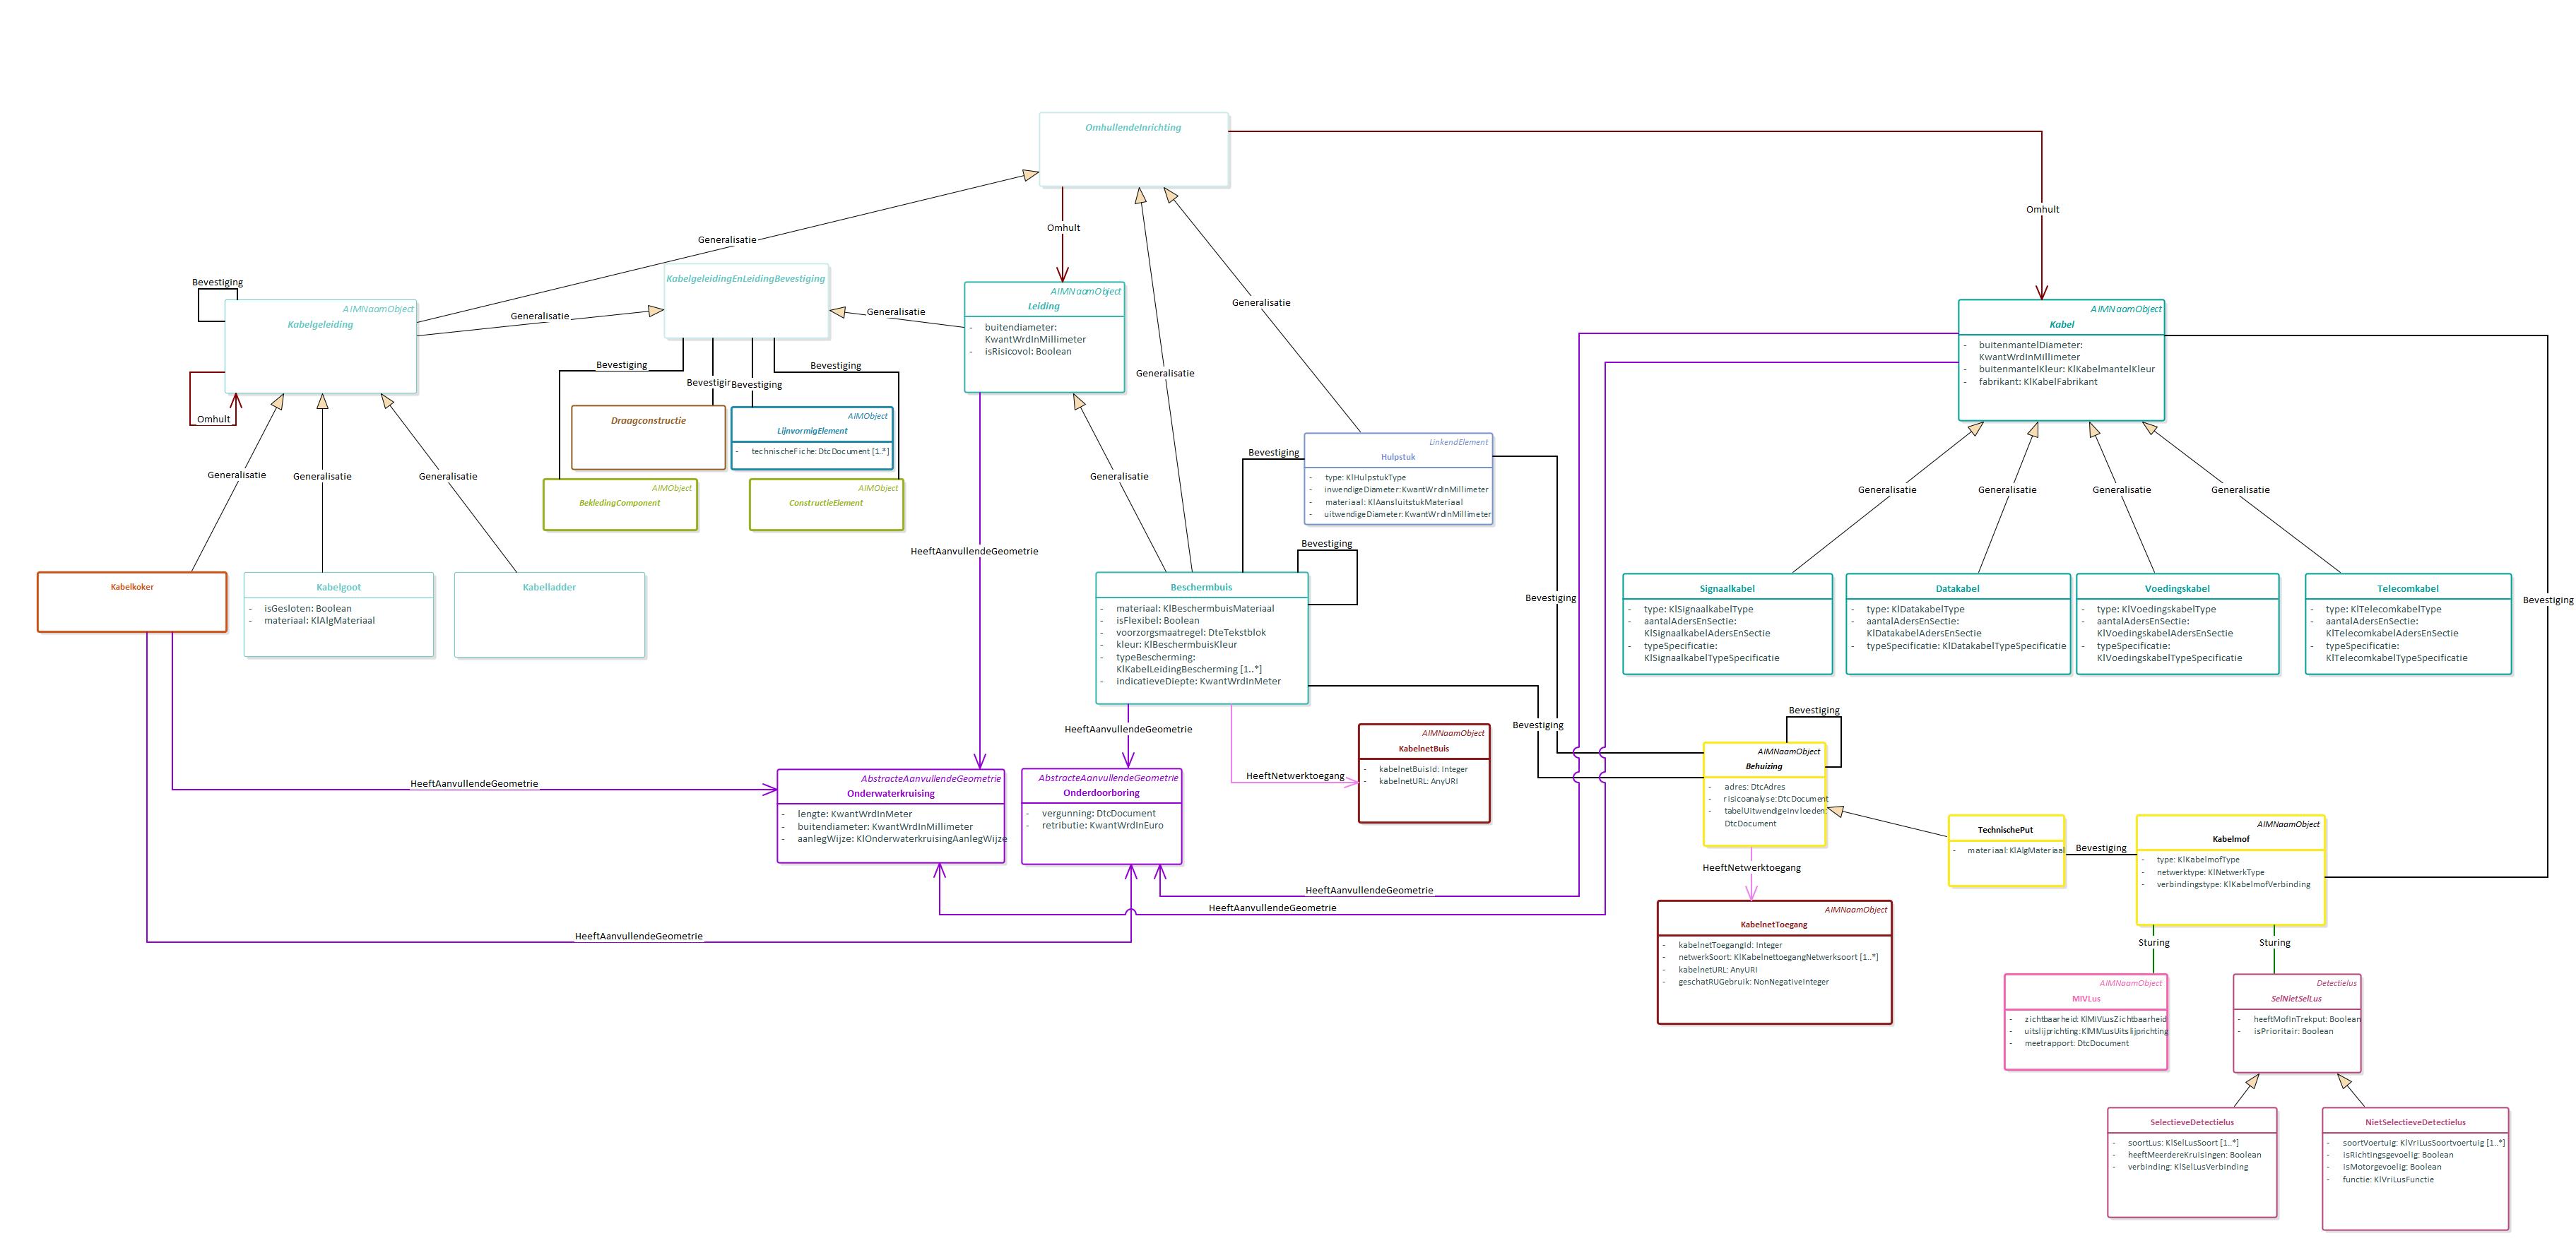 OmhullendeInrichting
Omhult
Omhult
Generalisatie
KabelgeleidingEnLeidingBevestiging
Bevestiging
AIMNaamObject
Kabelgeleiding
Omhult
Generalisatie
Generalisatie
AIMNaamObject
Leiding
- buitendiameter:
KwantWrdInMillimeter
- isRisicovol: Boolean
Generalisatie
Generalisatie
AIMNaamObject
Kabel
- buitenmantelDiameter:
KwantWrdInMillimeter
- buitenmantelKleur: KlKabelmantelKleur
- fabrikant: KlKabelFabrikant
Bevestiging
Bevestiging
Bevestiging
Bevestiging
Draagconstructie
AIMObject
LijnvormigElement
- technischeFiche: DtcDocument [1..*]
AIMObject
BekledingComponent
AIMObject
ConstructieElement
LinkendElement
Hulpstuk
- type: KlHulpstukType
- inwendigeDiameter: KwantWrdInMillimeter
- materiaal: KlAansluitstukMateriaal
- uitwendigeDiameter: KwantWrdInMillimeter
Bevestiging
Generalisatie
Generalisatie
Generalisatie
Generalisatie
Generalisatie
Generalisatie
Generalisatie
Generalisatie
HeeftAanvullendeGeometrie
Bevestiging
Bevestiging
Bevestiging
Kabelkoker
Kabelgoot
- isGesloten: Boolean
- materiaal: KlAlgMateriaal
Kabelladder
Beschermbuis
- materiaal: KlBeschermbuisMateriaal
- isFlexibel: Boolean
- voorzorgsmaatregel: DteTekstblok
- kleur: KlBeschermbuisKleur
- typeBescherming:
KlKabelLeidingBescherming [1..*]
- indicatieveDiepte: KwantWrdInMeter
Signaalkabel
- type: KlSignaalkabelType
- aantalAdersEnSectie:
KlSignaalkabelAdersEnSectie
- typeSpecificatie:
KlSignaalkabelTypeSpecificatie
Datakabel
- type: KlDatakabelType
- aantalAdersEnSectie:
KlDatakabelAdersEnSectie
- typeSpecificatie: KlDatakabelTypeSpecificatie
Voedingskabel
- type: KlVoedingskabelType
- aantalAdersEnSectie:
KlVoedingskabelAdersEnSectie
- typeSpecificatie:
KlVoedingskabelTypeSpecificatie
Telecomkabel
- type: KlTelecomkabelType
- aantalAdersEnSectie:
KlTelecomkabelAdersEnSectie
- typeSpecificatie:
KlTelecomkabelTypeSpecificatie
HeeftAanvullendeGeometrie
Bevestiging
Bevestiging
AIMNaamObject
KabelnetBuis
- kabelnetBuisId: Integer
- kabelnetURL: AnyURI
HeeftNetwerktoegang
AIMNaamObject
Behuizing
- adres: DtcAdres
- risicoanalyse: DtcDocument
- tabelUitwendigeInvloeden:
DtcDocument
HeeftAanvullendeGeometrie
AbstracteAanvullendeGeometrie
Onderwaterkruising
- lengte: KwantWrdInMeter
- buitendiameter: KwantWrdInMillimeter
- aanlegWijze: KlOnderwaterkruisingAanlegWijze
AbstracteAanvullendeGeometrie
Onderdoorboring
- vergunning: DtcDocument
- retributie: KwantWrdInEuro
TechnischePut
- materiaal: KlAlgMateriaal
Bevestiging
AIMNaamObject
Kabelmof
- type: KlKabelmofType
- netwerktype: KlNetwerkType
- verbindingstype: KlKabelmofVerbinding
HeeftNetwerktoegang
HeeftAanvullendeGeometrie
HeeftAanvullendeGeometrie
HeeftAanvullendeGeometrie
AIMNaamObject
KabelnetToegang
- kabelnetToegangId: Integer
- netwerkSoort: KlKabelnettoegangNetwerksoort [1..*]
- kabelnetURL: AnyURI
- geschatRUGebruik: NonNegativeInteger
Sturing
Sturing
AIMNaamObject
MIVLus
- zichtbaarheid: KlMIVLusZichtbaarheid
- uitslijprichting: KlMIVLusUitslijprichting
- meetrapport: DtcDocument
Detectielus
SelNietSelLus
- heeftMofInTrekput: Boolean
- isPrioritair: Boolean
SelectieveDetectielus
- soortLus: KlSelLusSoort [1..*]
- heeftMeerdereKruisingen: Boolean
- verbinding: KlSelLusVerbinding
NietSelectieveDetectielus
- soortVoertuig: KlVriLusSoortvoertuig [1..*]
- isRichtingsgevoelig: Boolean
- isMotorgevoelig: Boolean
- functie: KlVriLusFunctie